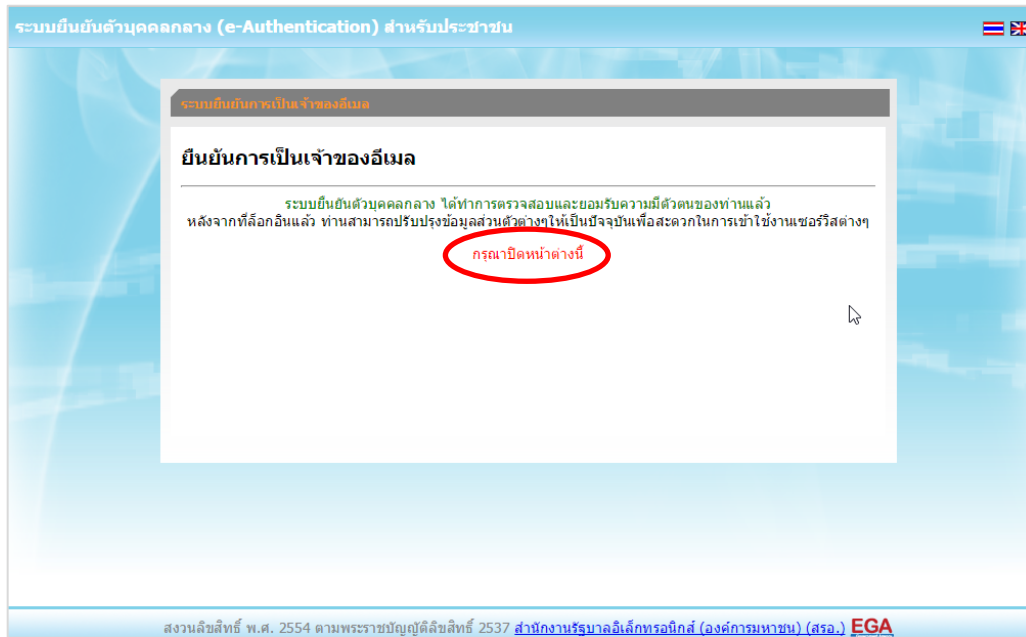 ระบบยืนยันตัวบุคคลกลาง (e-Authentication) สำหรับประชาชน
ระบบยืนยันการเป็นเจ้าของอีเมล
ยืนยันการเป็นเจ้าของอีเมล
ระบบยืนยันตัวบุคคลกลาง ได้ทำการตรวจสอบและยอมรับความมีตัวตนของท่านแล้ว
หลังจากที่ล็อกอินแล้ว ท่านสามารถปรับปรุงข้อมูลส่วนตัวต่างๆให้เป็นปัจจุบันเพื่อสะดวกในการเข้าใช้งานเซอร์วิสต่างๆ
กรุณาปิดหน้าต่างนี้
สงวนลิขสิทธิ์ พ.ศ. 2554 ตามพระราชบัญญัติลิขสิทธิ์ 2537 สำนักงานรัฐบาลอิเล็กทรอนิกส์ (องค์การมหาชน) (สรอ.) EGA